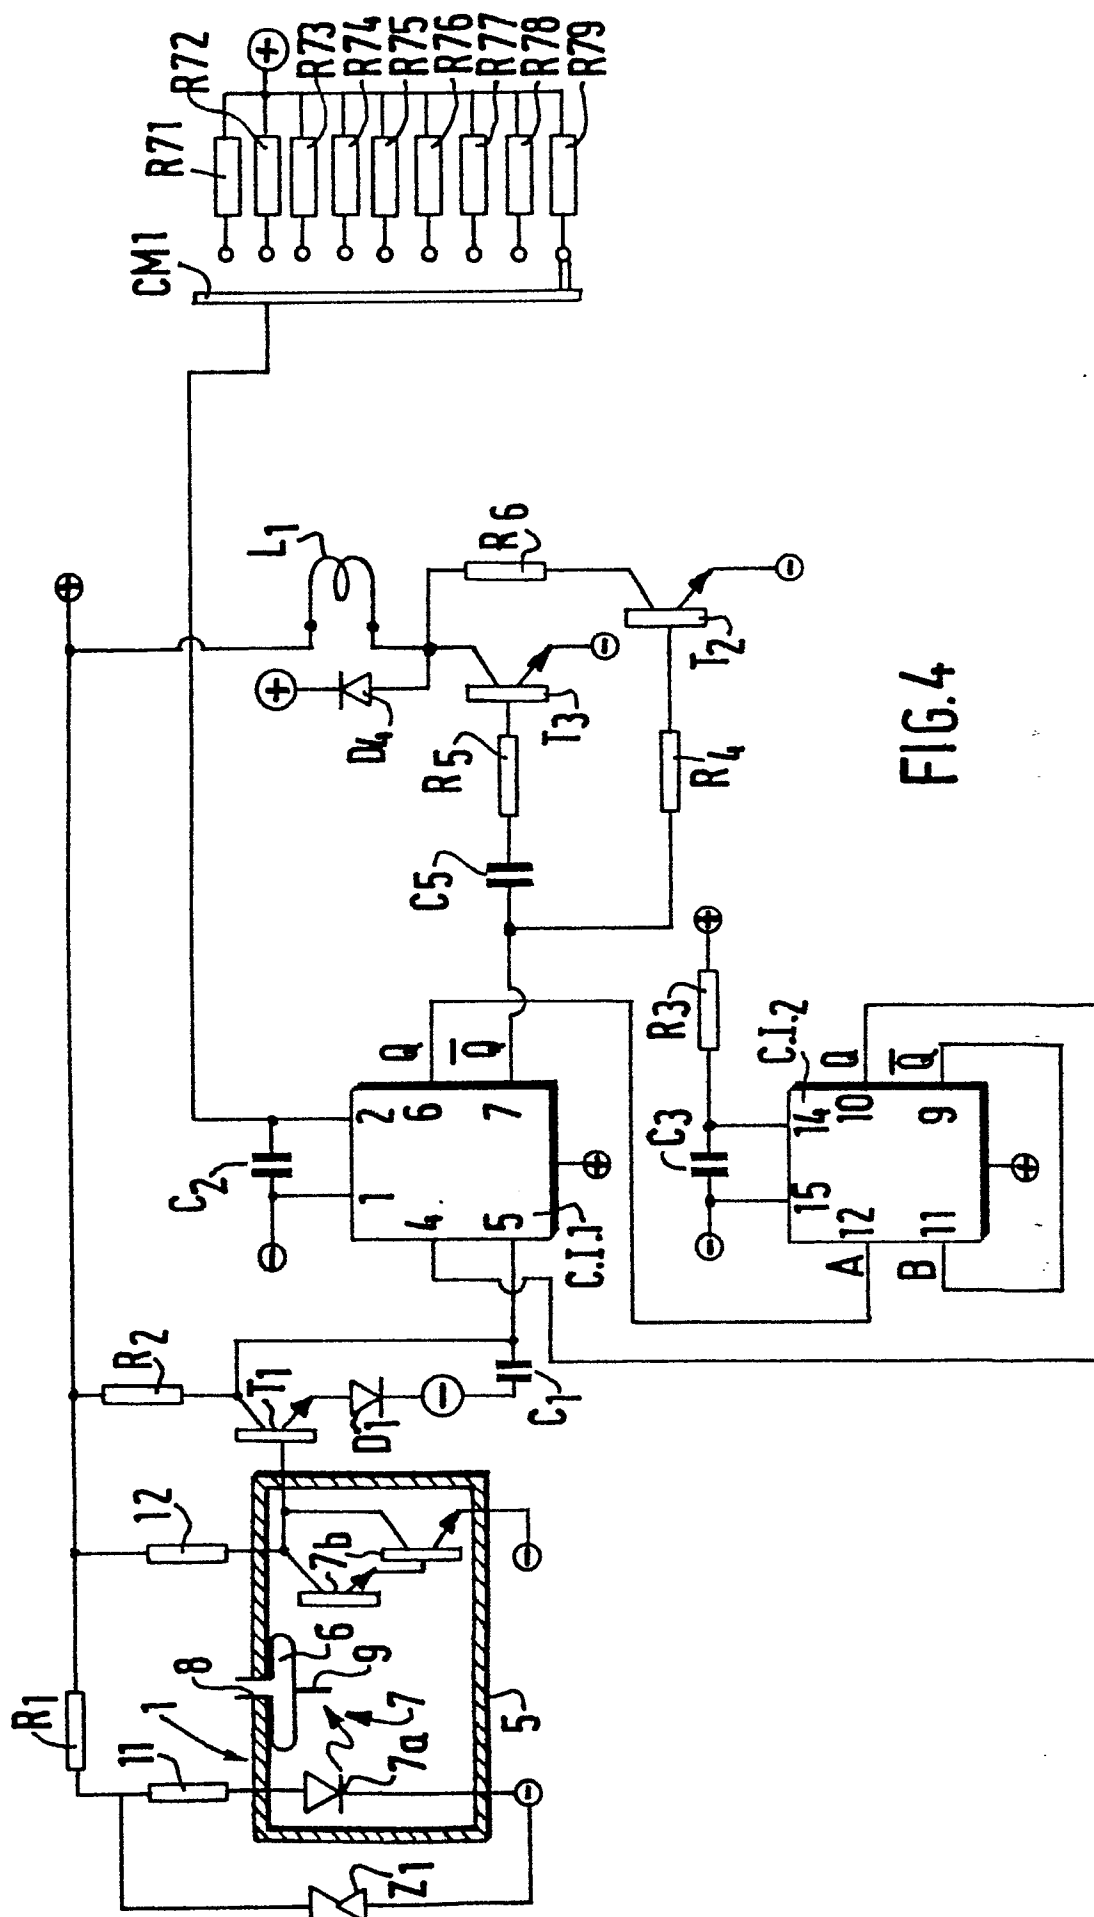 R1
R2
11
12
1
8
6
9
7
7a
7b
5
Z1
T1
D1
C1
C2
1
2
4
6
5
7
Q
Q̅
C.I.1
L1
D4
R5
R6
C5
T3
T2
R4
R3
C3
C.I.2
15
14
12
10
11
9
A
B
Q
Q̅
CM1
R71
R72
R73
R74
R75
R76
R77
R78
R79
FIG.4